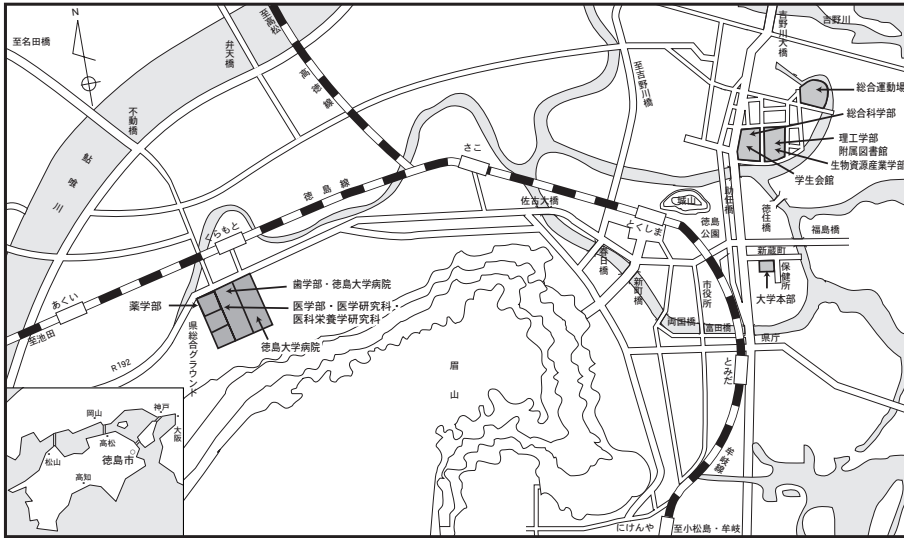 N
至名田橋
弁天橋
至高松
高徳線
不動橋
鮎喰川
至吉野川橋
吉野川大橋
吉野川
総合運動場
総合科学部
理工学部
附属図書館
生物資源産業学部
学生会館
さこ
徳島線
くらもと
佐古大橋
とくしま
城山
徳島
公園
助任橋
徳住橋
福島橋
新蔵町
保健所
大学本部
春日橋
新町橋
市役所
両国橋
富田橋
県庁
とみだ
あくい
至池田
薬学部
歯学部・徳島大学病院
医学部・医学研究科・
医科栄養学研究科
徳島大学病院
県総合グラウンド
R192
眉山
牟岐線
にけんや
至小松島・牟岐
岡山
神戸
大阪
高松
徳島市
松山
高知